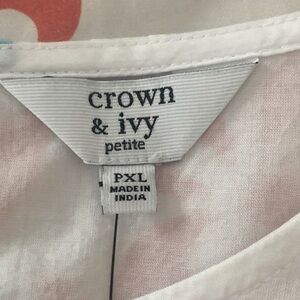 crown
& ivy
petite
PXL
MADE IN
INDIA